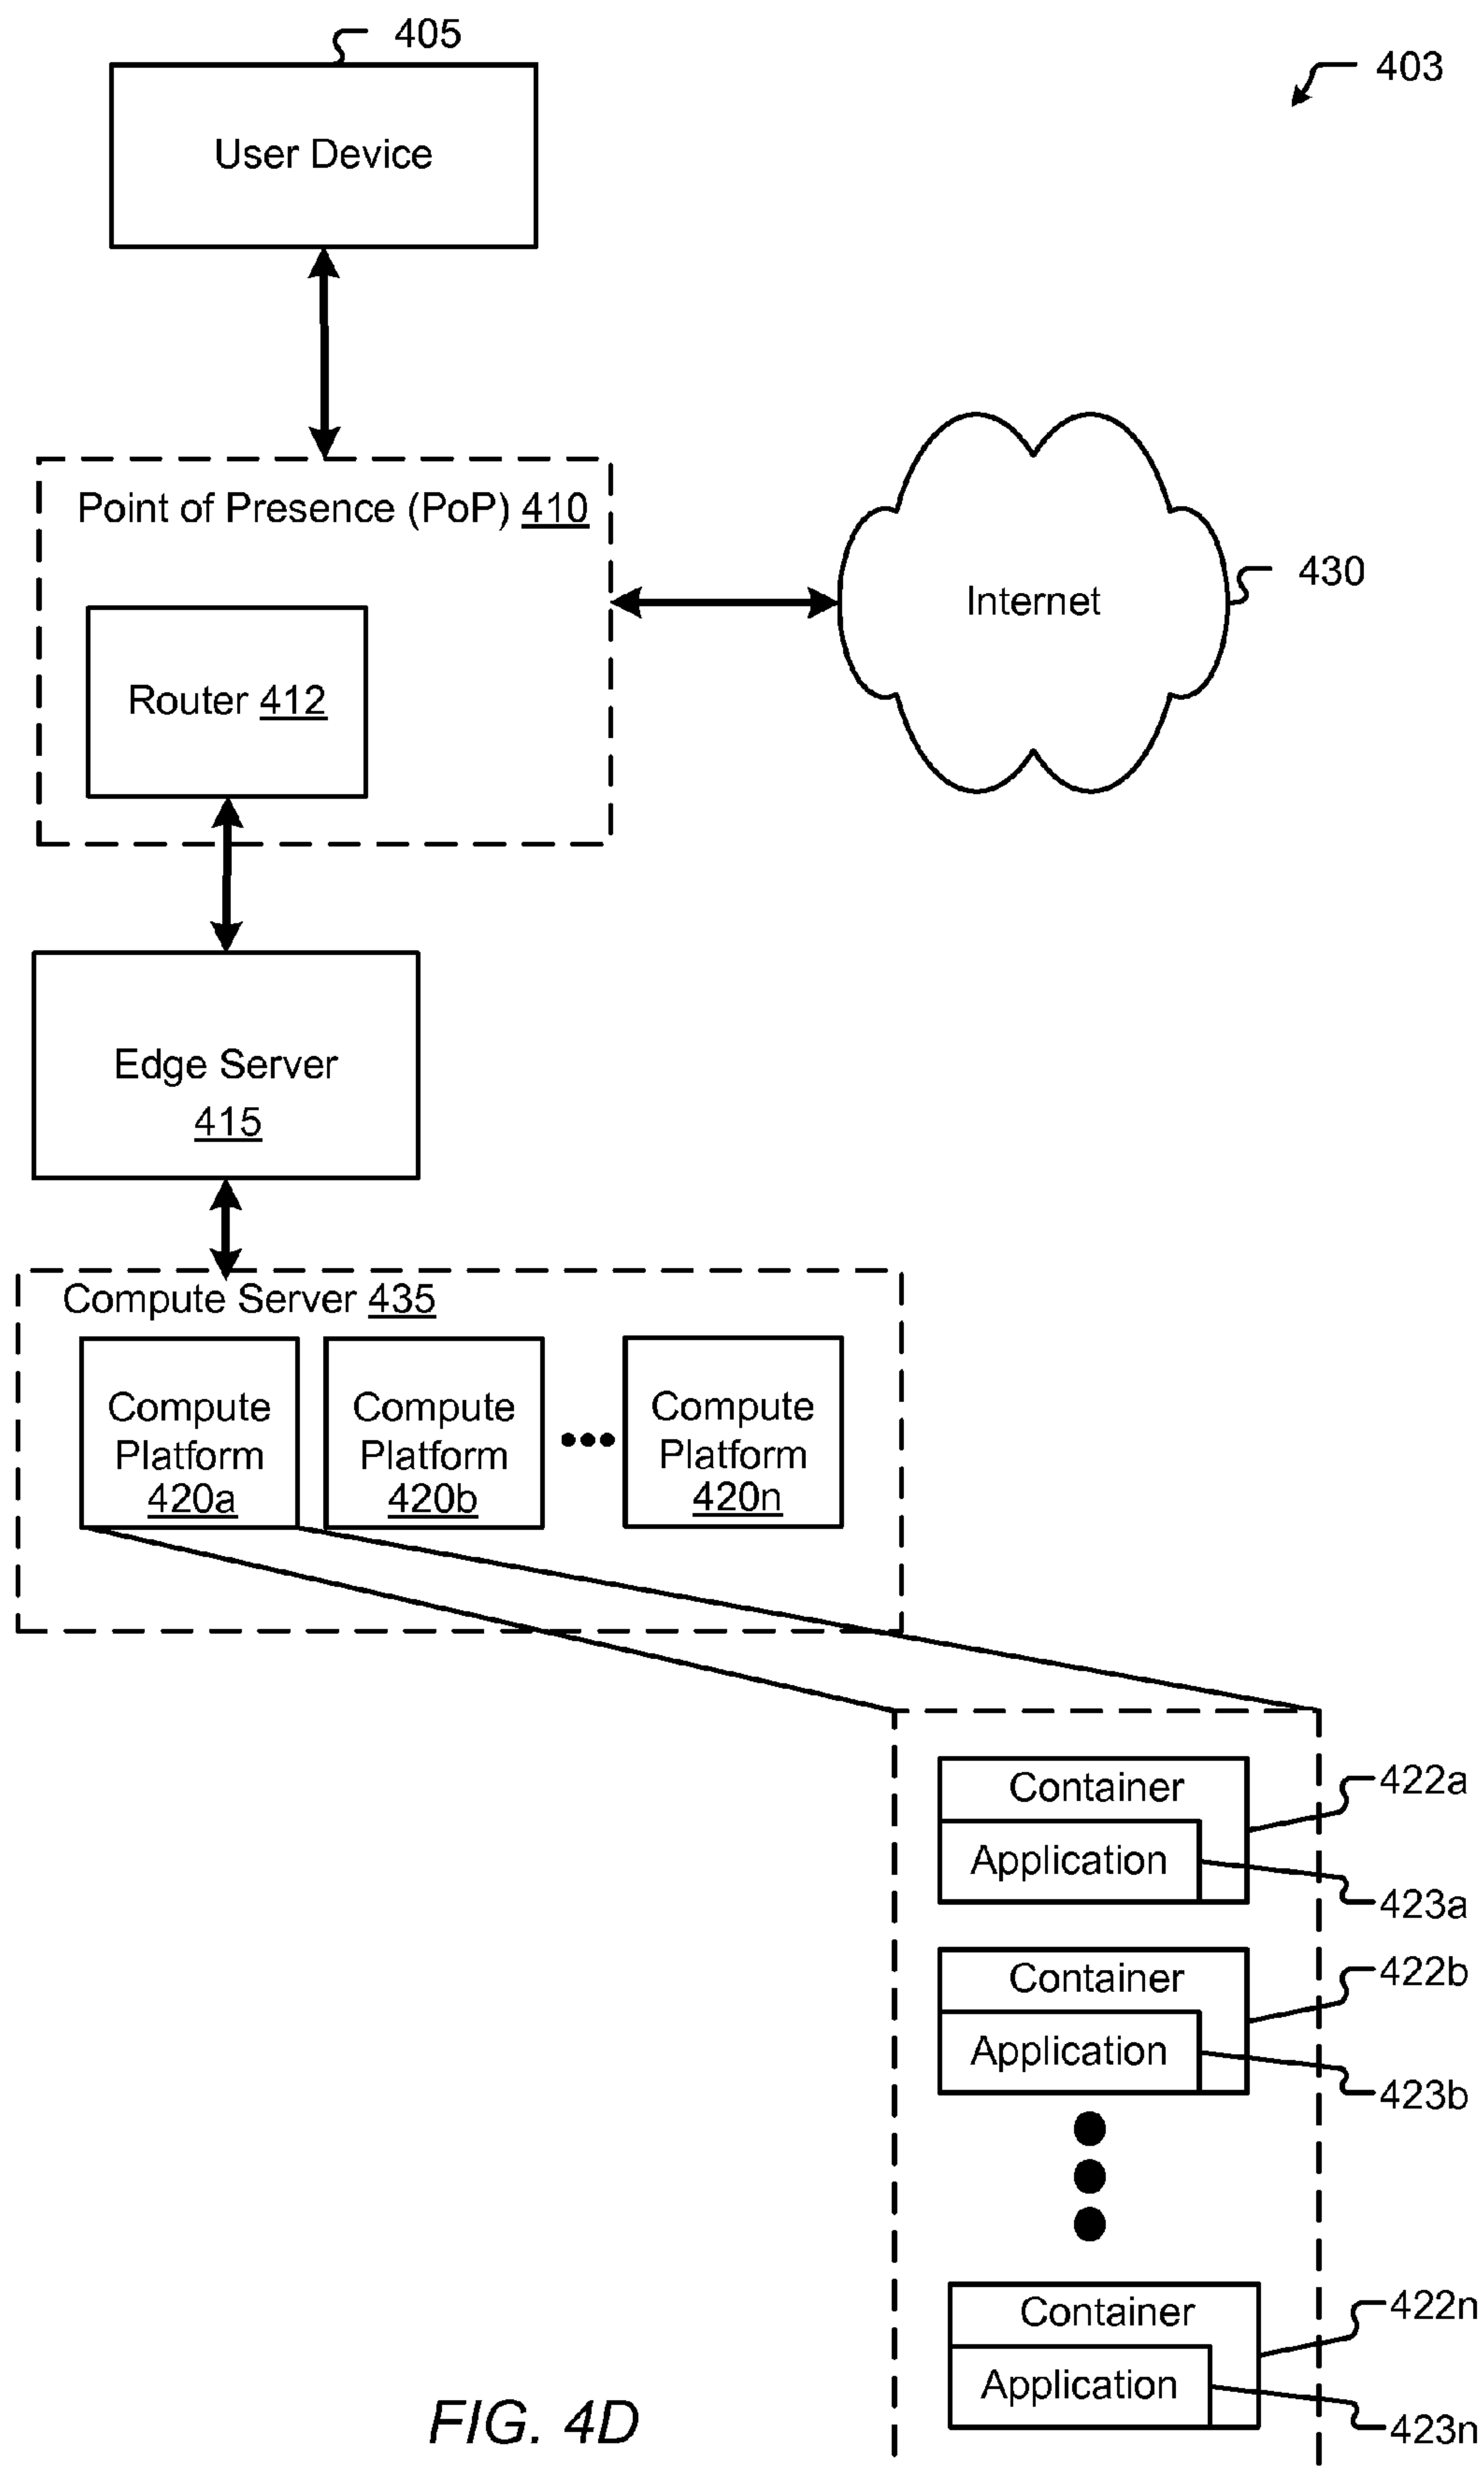 405
403
User Device
Point of Presence (PoP) 410
430
Internet
Router 412
Edge Server
415
Compute Server 435
Compute
Platform
420a
Compute
Platform
420b
Compute
Platform
420n
Container
422a
Application
423a
Container
422b
Application
423b
Container
422n
Application
423n
FIG. 4D